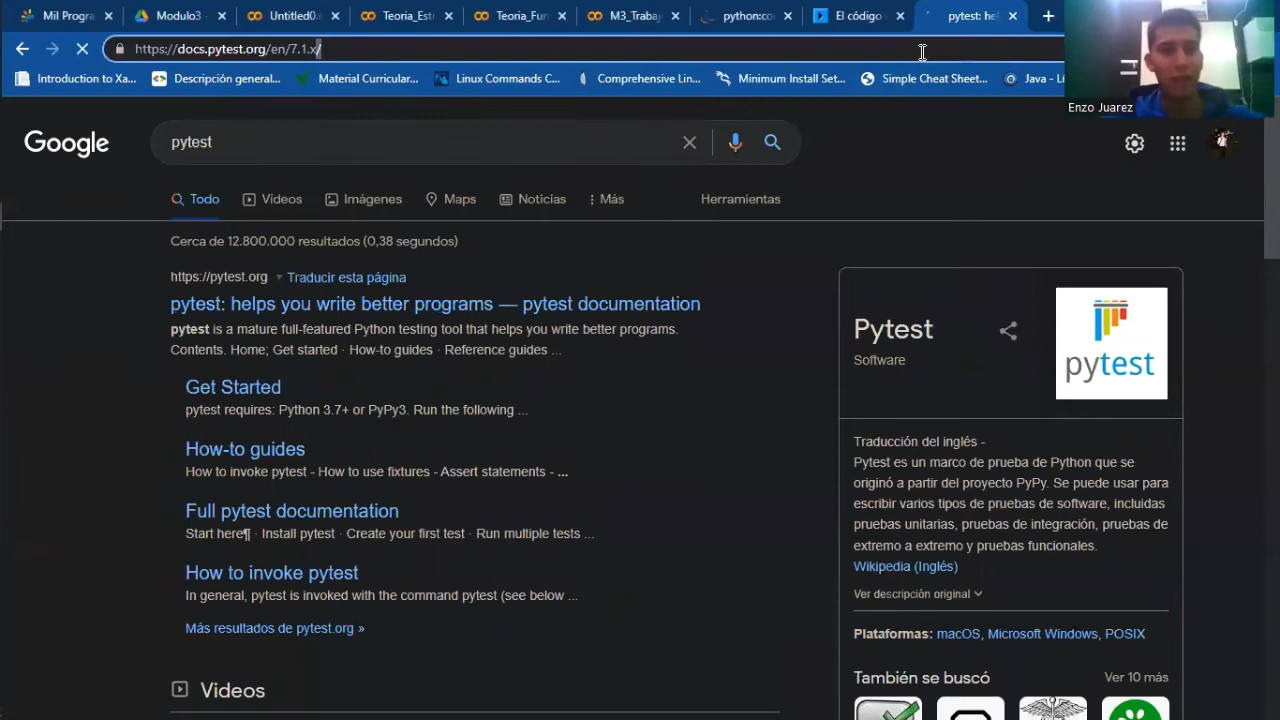 Mil Progra
Modulo3 -
Untitled0.
Teoria_Est
Teoria_Fun
M3_Trabaj
python:co
El código
pytest: hel
https://docs.pytest.org/en/7.1.x/
Introduction to Xa...
Descripción general...
Material Curricular...
Linux Commands C...
Comprehensive Lin...
Minimum Install Set...
Simple Cheat Sheet...
Java - L
Enzo Juarez
Google
pytest
Todo
Videos
Imágenes
Maps
Noticias
Más
Herramientas
Cerca de 12.800.000 resultados (0,38 segundos)
https://pytest.org
Traducir esta página
pytest: helps you write better programs — pytest documentation
pytest is a mature full-featured Python testing tool that helps you write better programs.
Contents. Home; Get started · How-to guides · Reference guides ...
Get Started
pytest requires: Python 3.7+ or PyPy3. Run the following ...
How-to guides
How to invoke pytest - How to use fixtures - Assert statements - ...
Full pytest documentation
Start here¶ · Install pytest · Create your first test · Run multiple tests ...
How to invoke pytest
In general, pytest is invoked with the command pytest (see below ...
Más resultados de pytest.org »
Videos
Pytest
Software
pytest
Traducción del inglés -
Pytest es un marco de prueba de Python que se
originó a partir del proyecto PyPy. Se puede usar para
escribir varios tipos de pruebas de software, incluidas
pruebas unitarias, pruebas de integración, pruebas de
extremo a extremo y pruebas funcionales.
Wikipedia (Inglés)
Ver descripción original
Plataformas: macOS, Microsoft Windows, POSIX
También se buscó
Ver 10 más